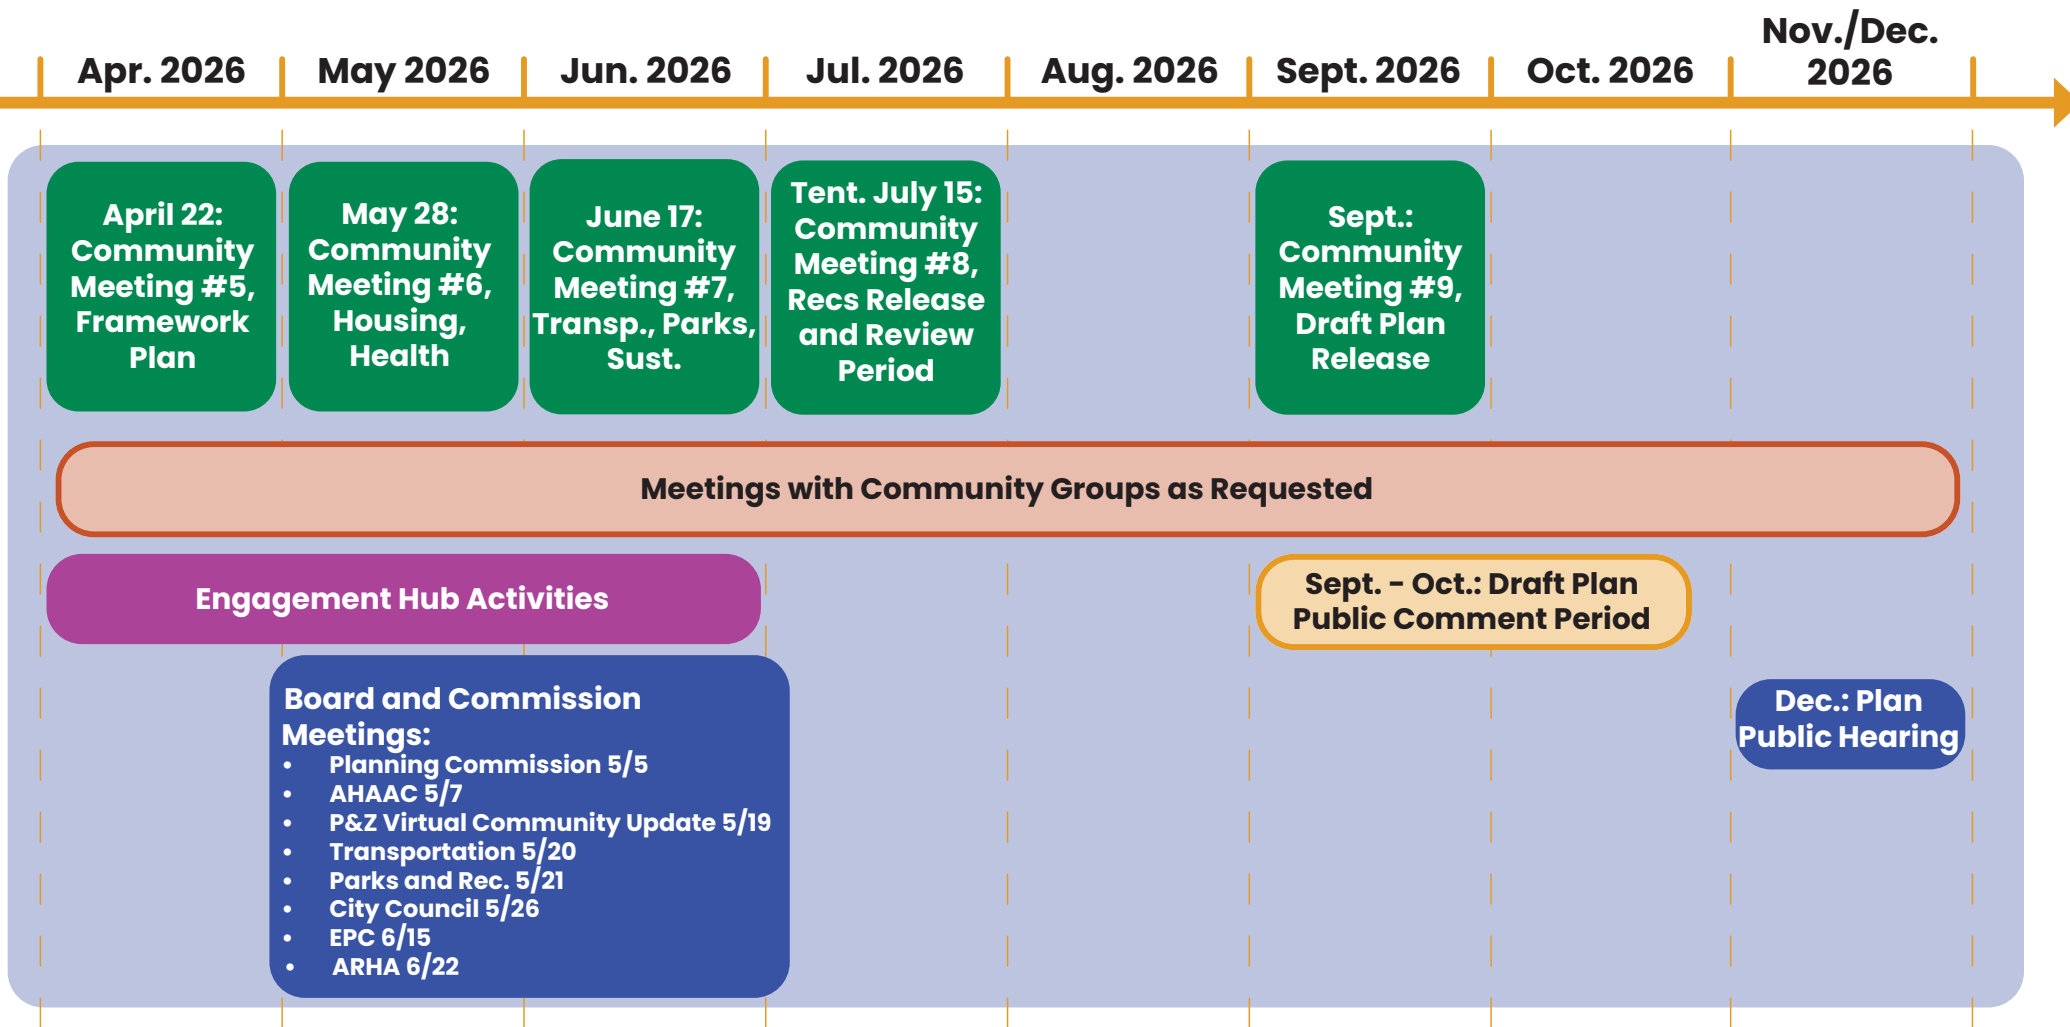 Apr. 2026
May 2026
Jun. 2026
Jul. 2026
Aug. 2026
Sept. 2026
Oct. 2026
Nov./Dec.
2026
April 22:
Community
Meeting #5,
Framework
Plan
May 28:
Community
Meeting #6,
Housing,
Health
June 17:
Community
Meeting #7,
Transp., Parks,
Sust.
Tent. July 15:
Community
Meeting #8,
Recs Release
and Review
Period
Sept.:
Community
Meeting #9,
Draft Plan
Release
Meetings with Community Groups as Requested
Engagement Hub Activities
Sept. - Oct.: Draft Plan
Public Comment Period
Board and Commission
Meetings:
• Planning Commission 5/5
• AHAAC 5/7
• P&Z Virtual Community Update 5/19
• Transportation 5/20
• Parks and Rec. 5/21
• City Council 5/26
• EPC 6/15
• ARHA 6/22
Dec.: Plan
Public Hearing